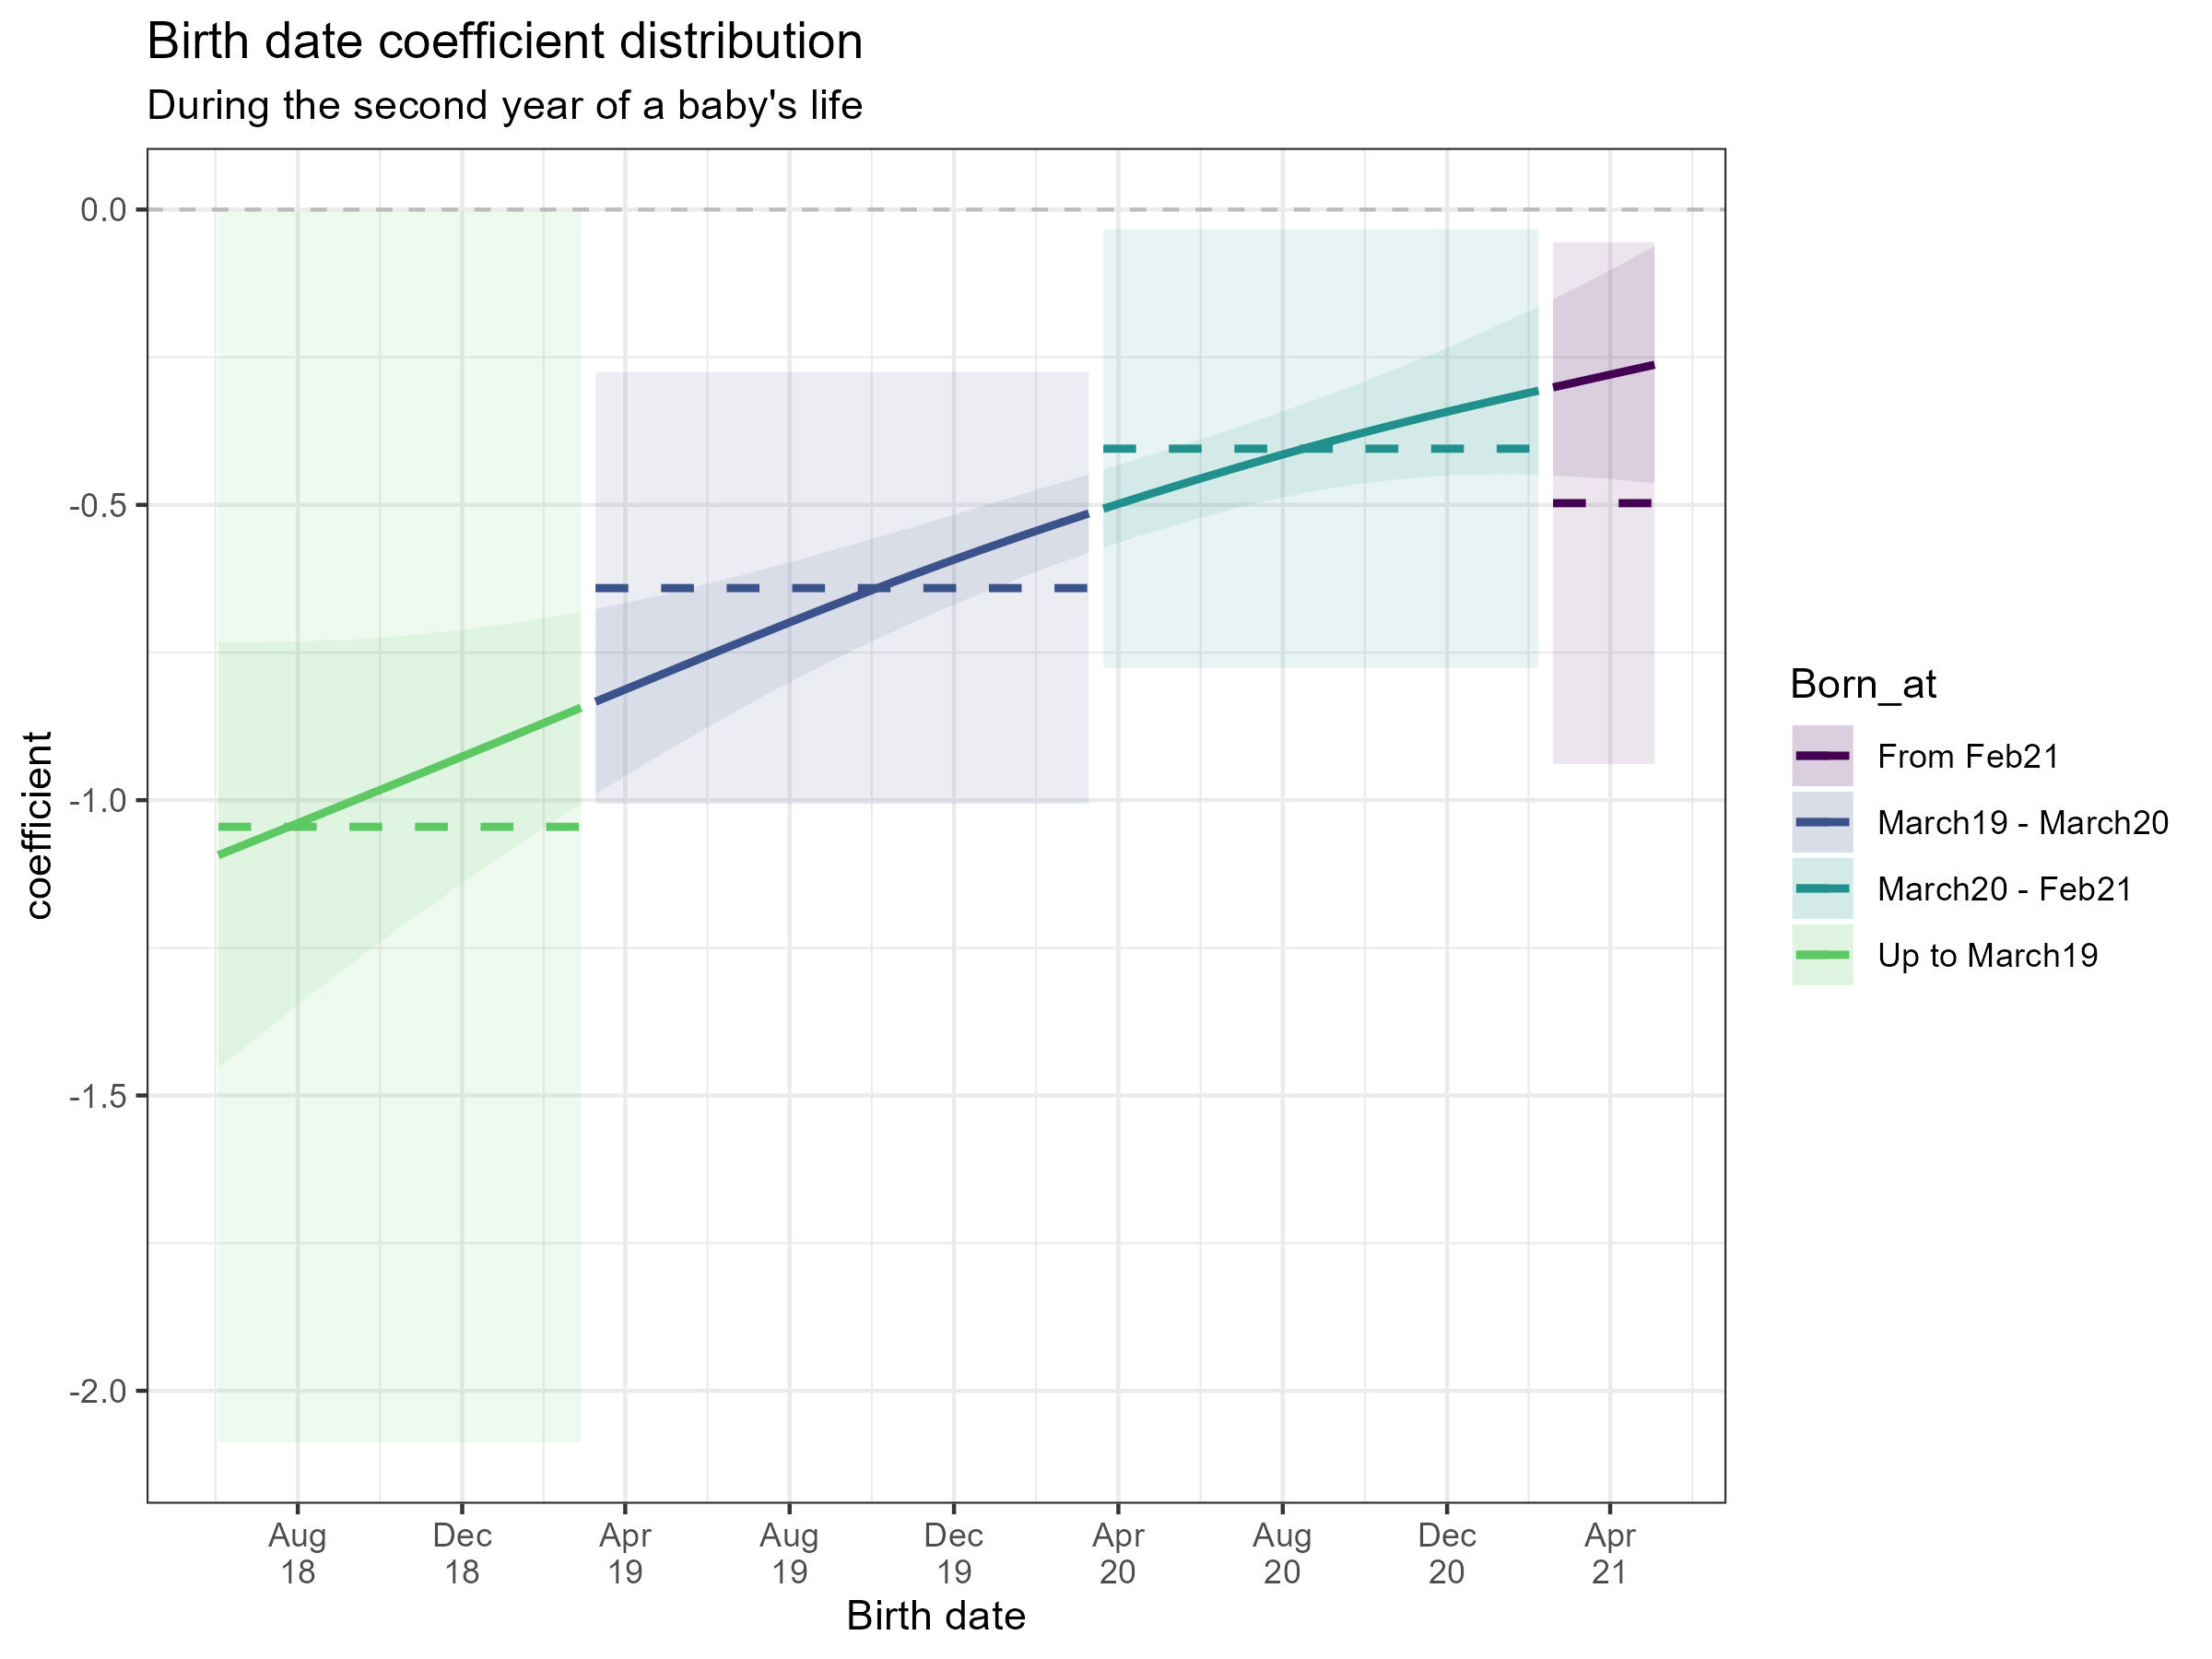 Birth date coefficient distribution
During the second year of a baby's life
0.0
-0.5
-1.0
-1.5
-2.0
coefficient
Aug Dec Apr Aug Dec Apr Aug Dec Apr
18 18 19 19 19 20 20 20 21
Birth date
Born_at
From Feb21
March19 - March20
March20 - Feb21
Up to March19